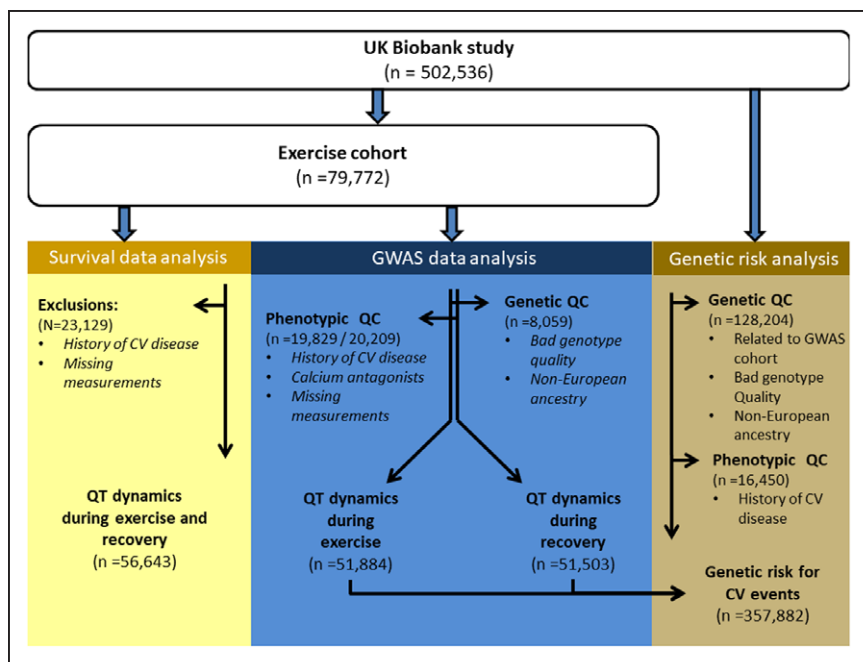 UK Biobank study
(n = 502,536)
Exercise cohort
(n =79,772)
Survival data analysis
Exclusions:
(N=23,129)
• History of CV disease
• Missing
measurements
QT dynamics
during exercise and
recovery
(n =56,643)
GWAS data analysis
Phenotypic QC
(n =19,829 / 20,209)
• History of CV disease
• Calcium antagonists
• Missing
measurements
Genetic QC
(n =8,059)
• Bad genotype
quality
• Non-European
ancestry
QT dynamics
during
exercise
(n =51,884)
QT dynamics
during
recovery
(n =51,503)
Genetic risk analysis
Genetic QC
(n =128,204)
• Related to GWAS
cohort
• Bad genotype
Quality
• Non-European
ancestry
Phenotypic QC
(n =16,450)
• History of CV
disease
Genetic risk for
CV events
(n =357,882)